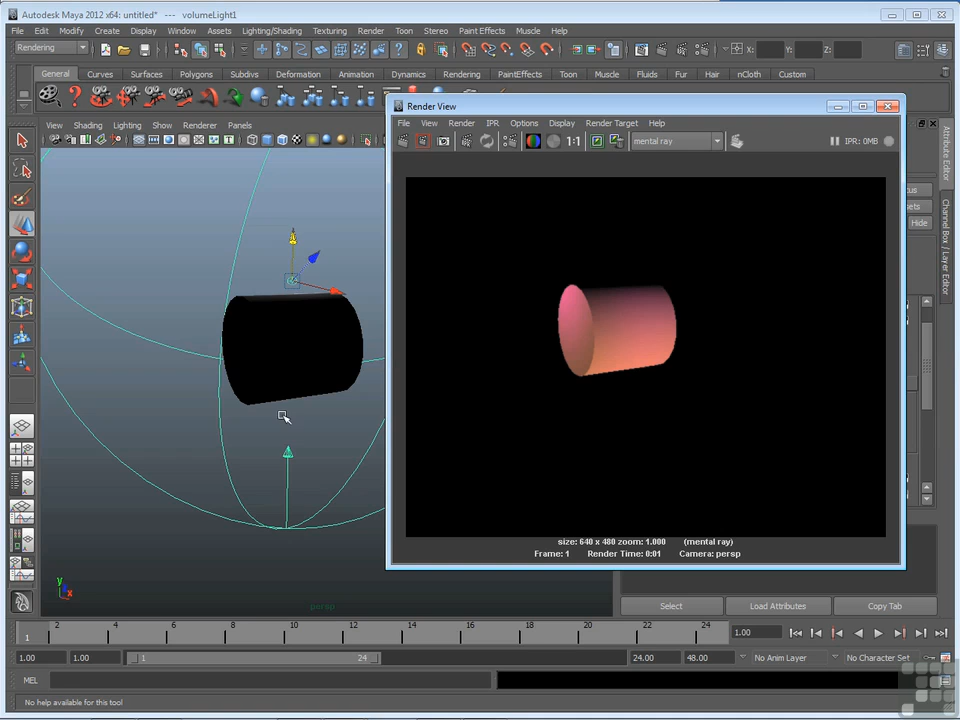 Autodesk Maya 2012 x64: untitled* --- volumeLight1
File Edit Modify Create Display Window Assets Lighting/Shading Texturing Render Toon Stereo Paint Effects Muscle Help
Rendering X: Y: Z:
General Curves Surfaces Polygons Subdivs Deformation Animation Dynamics Rendering PaintEffects Toon Muscle Fluids Fur Hair nCloth Custom
Render View
View Shading Lighting Show Renderer Panels
File View Render IPR Options Display Render Target Help
1:1 mental ray IPR: 0MB
Attribute Editor
Channel Box / Layer Editor
Hide
size: 640 x 480 zoom: 1.000 (mental ray)
Frame: 1 Render Time: 0:01 Camera: persp
y
x
persp
Select Load Attributes Copy Tab
1 2 4 6 8 10 12 14 16 18 20 22 24 1.00
1.00 1.00 1 24 24.00 48.00 No Anim Layer No Character Set
MEL
No help available for this tool